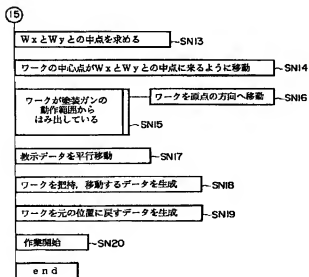 15
WxとWyとの中点を求める
SN13
ワークの中心点がWxとWyとの中点に来るように移動
SN14
ワークが塗装ガンの
動作範囲から
はみ出している
SN15
ワークを原点の方向へ移動
SN16
教示データを平行移動
SN17
ワークを把持,移動するデータを生成
SN18
ワークを元の位置に戻すデータを生成
SN19
作業開始
SN20
end